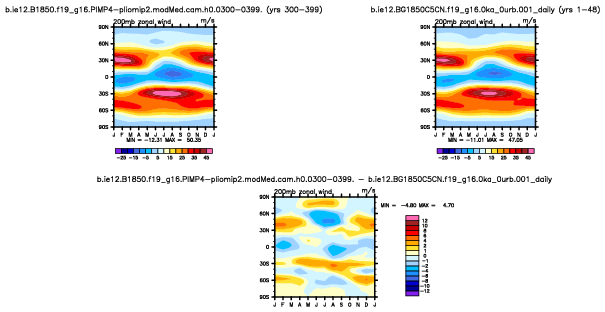 b.ie12.B1850.f19_g16.PIMP4-pliomip2.modMed.cam.h0.0300-0399. (yrs 300-399)
b.ie12.BG1850C5CN.f19_g16.0ka_0urb.001_daily (yrs 1-48)
200mb zonal wind m/s
200mb zonal wind m/s
90N
60N
30N
0
30S
60S
90S
J F M A M J J A S O N D J
MIN = -12.31 MAX = 50.35
-25 -15 -5 5 15 25 35 45
90N
60N
30N
0
30S
60S
90S
J F M A M J J A S O N D J
MIN = -11.01 MAX = 47.05
-25 -15 -5 5 15 25 35 45
b.ie12.B1850.f19_g16.PIMP4-pliomip2.modMed.cam.h0.0300-0399. - b.ie12.BG1850C5CN.f19_g16.0ka_0urb.001_daily
200mb zonal wind m/s
MIN = -4.80 MAX = 4.70
90N
60N
30N
0
30S
60S
90S
J F M A M J J A S O N D J
12
10
8
6
4
2
1
0
-1
-2
-4
-6
-8
-10
-12